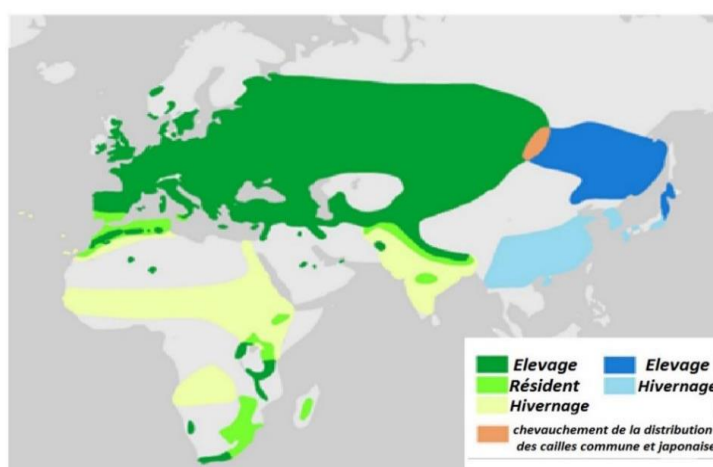 Elevage
Résident
Hivernage
Elevage
Hivernage
chevauchement de la distribution
des cailles commune et japonaise